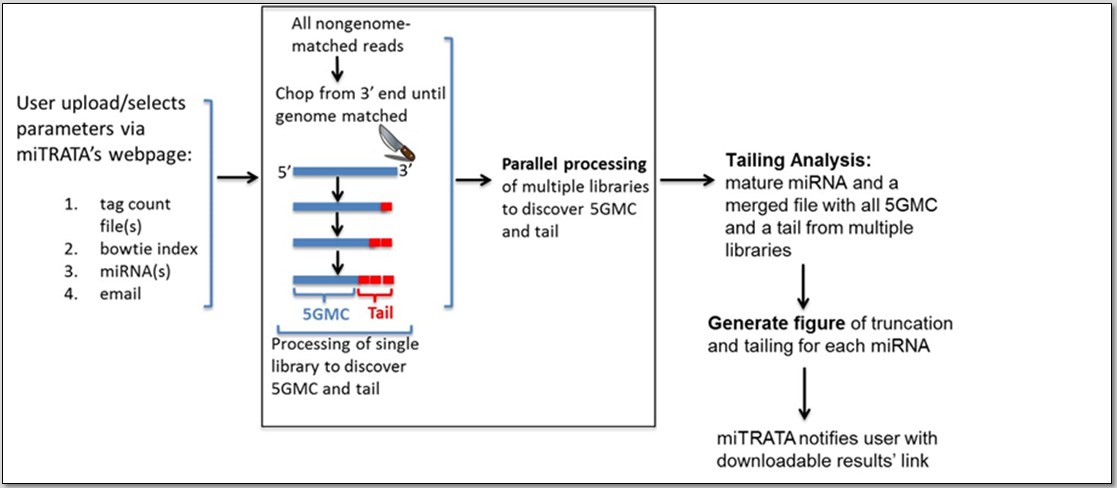 User upload/selects
parameters via
miTRATA's webpage:
1. tag count
file(s)
2. bowtie index
3. miRNA(s)
4. email
All nongenome-
matched reads
Chop from 3' end until
genome matched
5' 3'
5GMC Tail
Processing of single
library to discover
5GMC and tail
Parallel processing
of multiple libraries
to discover 5GMC
and tail
Tailing Analysis:
mature miRNA and a
merged file with all 5GMC
and a tail from multiple
libraries
Generate figure of truncation
and tailing for each miRNA
miTRATA notifies user with
downloadable results' link